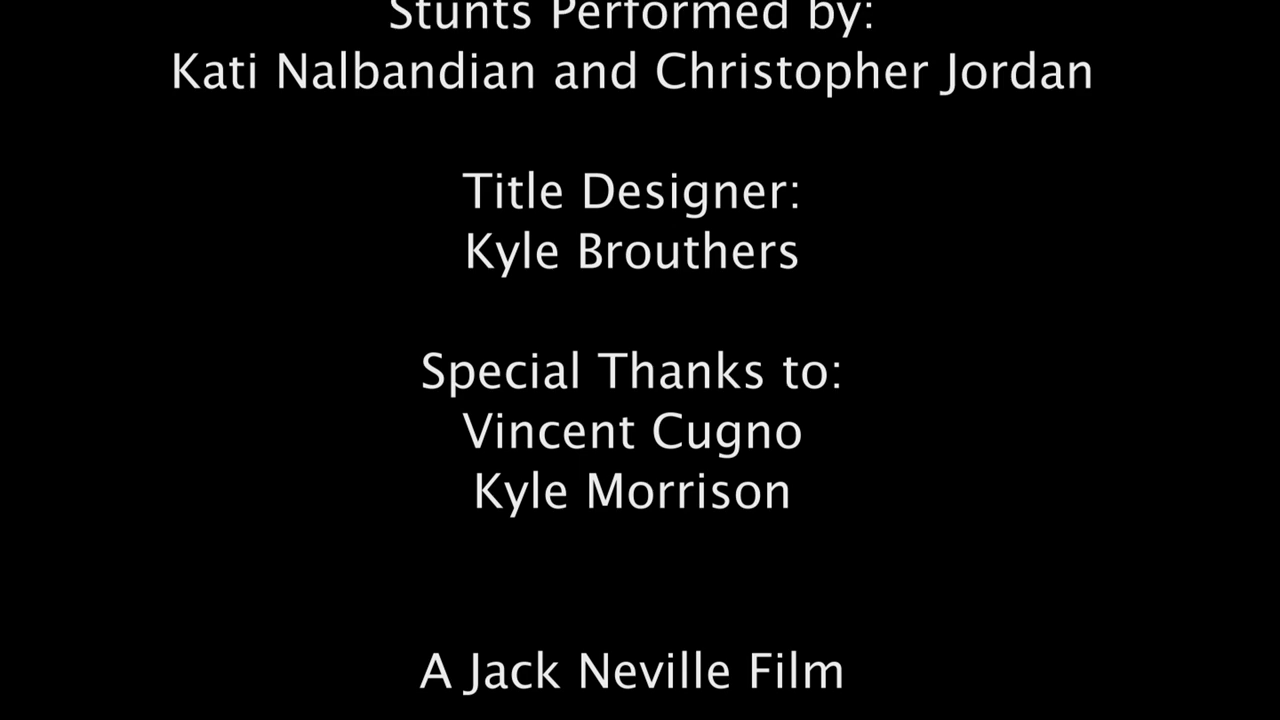 Stunts Performed by:
Kati Nalbandian and Christopher Jordan
Title Designer:
Kyle Brouthers
Special Thanks to:
Vincent Cugno
Kyle Morrison
A Jack Neville Film